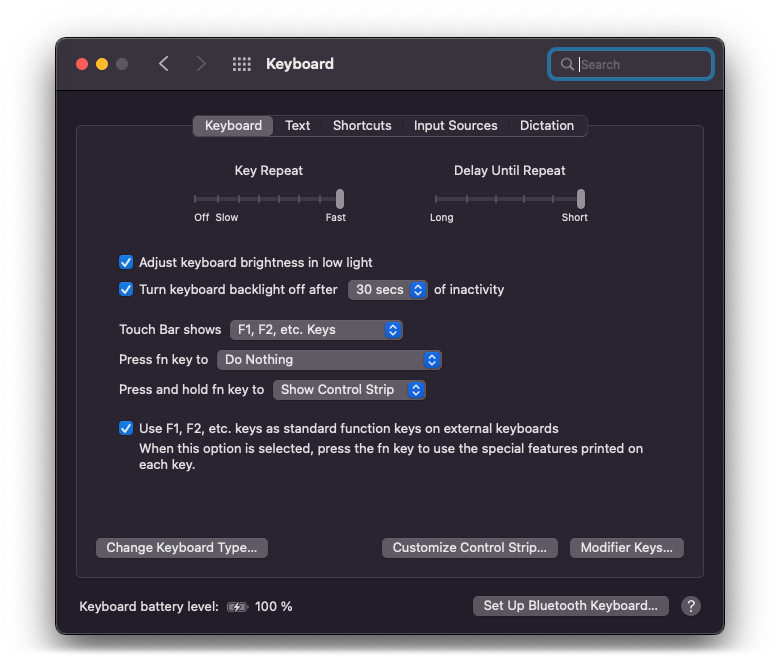 Keyboard
Search
Keyboard Text Shortcuts Input Sources Dictation
Key Repeat Delay Until Repeat
Off Slow Fast Long Short
Adjust keyboard brightness in low light
Turn keyboard backlight off after 30 secs of inactivity
Touch Bar shows F1, F2, etc. Keys
Press fn key to Do Nothing
Press and hold fn key to Show Control Strip
Use F1, F2, etc. keys as standard function keys on external keyboards
When this option is selected, press the fn key to use the special features printed on
each key.
Change Keyboard Type... Customize Control Strip... Modifier Keys...
Keyboard battery level: 100 % Set Up Bluetooth Keyboard... ?